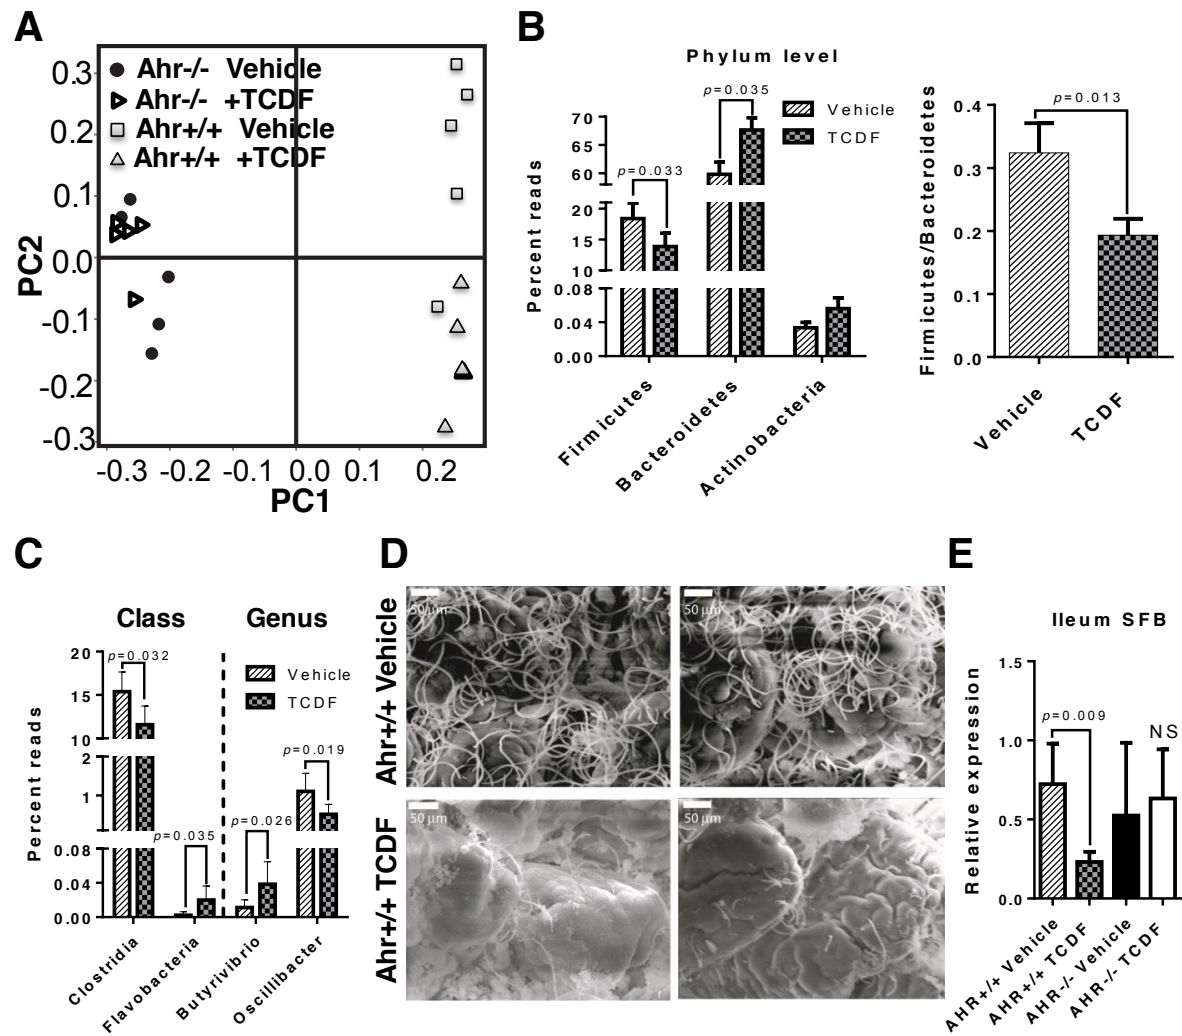 A
Ahr-/- Vehicle
Ahr-/- +TCDF
Ahr+/+ Vehicle
Ahr+/+ +TCDF
PC2
0.3
0.2
0.1
0.0
-0.1
-0.2
-0.3
-0.3 -0.2 -0.1 0.0 0.1 0.2
PC1
B
Phylum level
Percent reads
70
65
60
20
15
10
0.08
0.04
0.00
p=0.033
p=0.035
Vehicle
TCDF
Firmicutes
Bacteroidetes
Actinobacteria
Firmicutes/Bacteroidetes
0.4
0.3
0.2
0.1
0.0
p=0.013
Vehicle
TCDF
C
Class
Genus
Percent reads
20
15
10
2
1
0.08
0.04
0.00
p=0.032
p=0.035
p=0.026
p=0.019
Vehicle
TCDF
Clostridia
Flavobacteria
Butyrivibrio
Oscillibacter
D
Ahr+/+ Vehicle
50 μm
50 μm
Ahr+/+ TCDF
50 μm
50 μm
E
Ileum SFB
Relative expression
1.5
1.0
0.5
0.0
p=0.009
NS
AHR+/+ Vehicle
AHR+/+ TCDF
AHR-/- Vehicle
AHR-/- TCDF